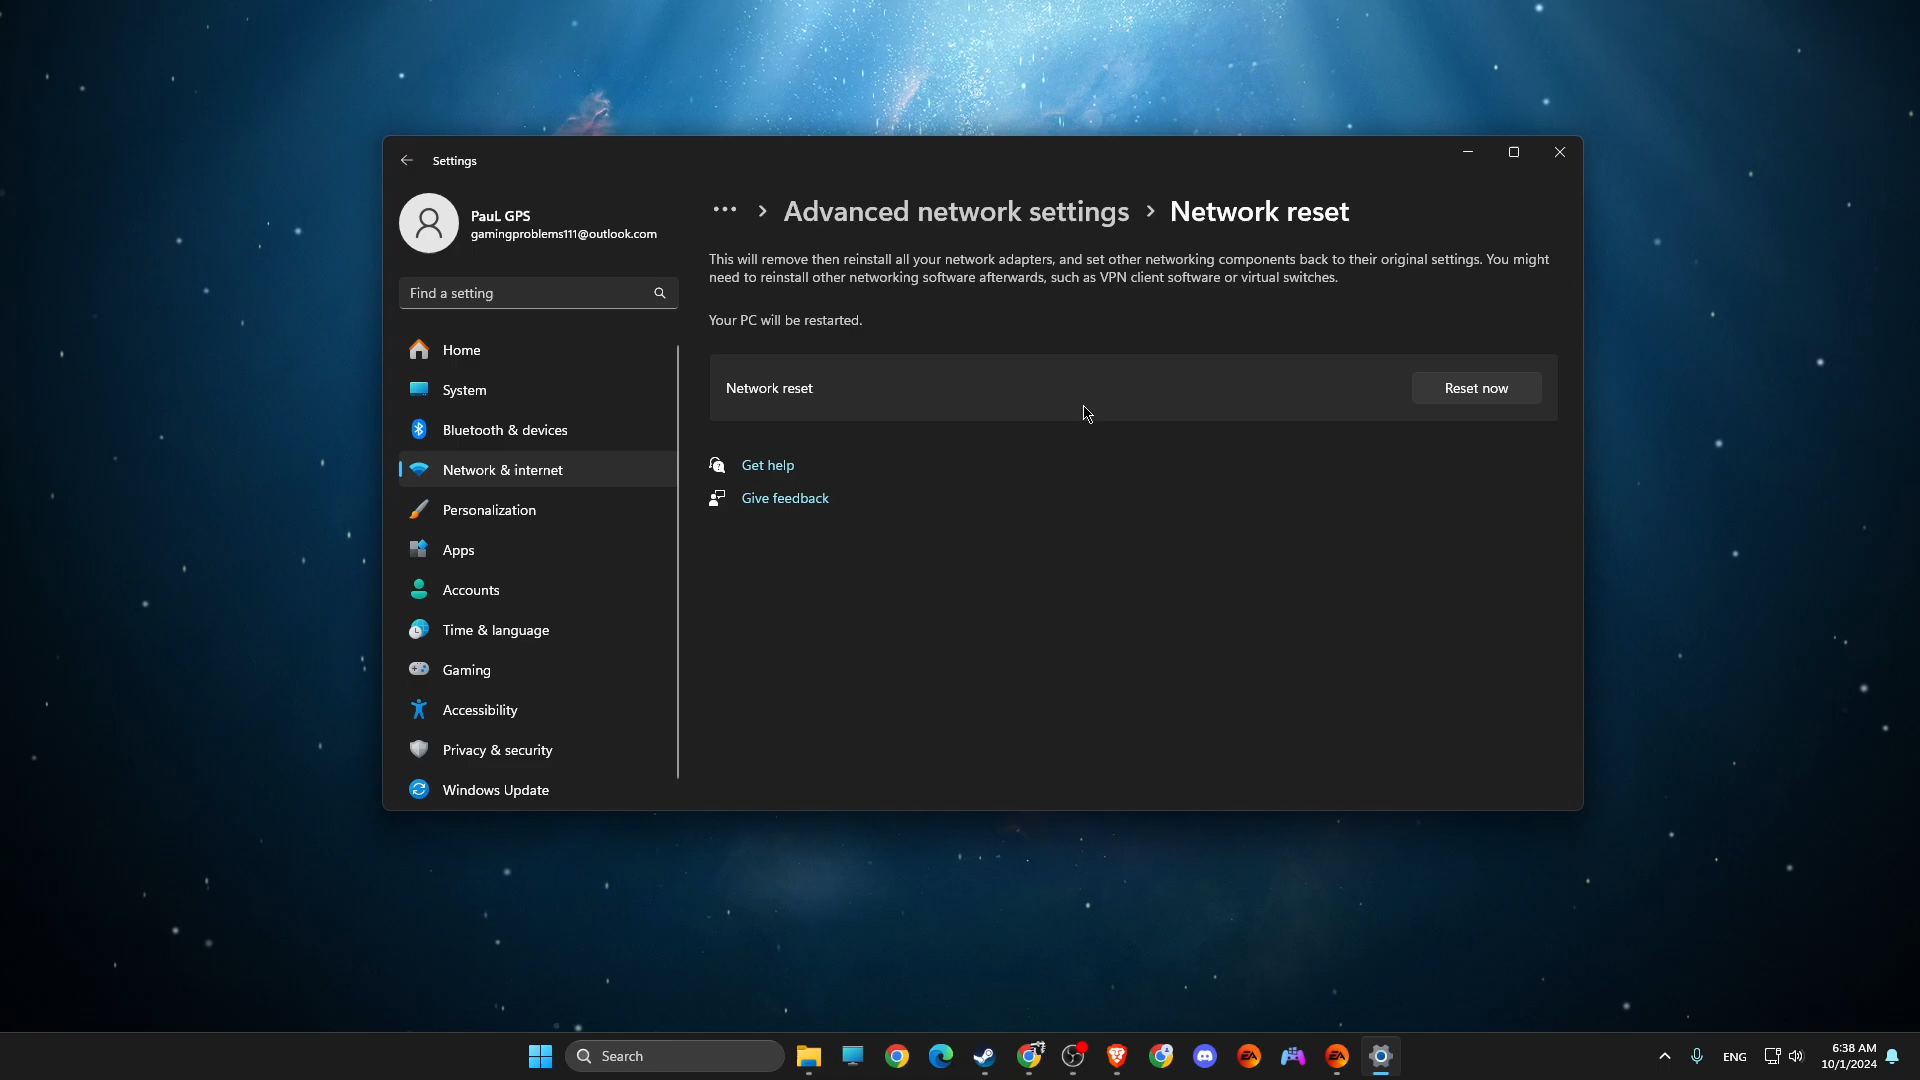 Settings
PauL GPS
gamingproblems111@outlook.com
Find a setting
Home
System
Bluetooth & devices
Network & internet
Personalization
Apps
Accounts
Time & language
Gaming
Accessibility
Privacy & security
Windows Update
··· > Advanced network settings > Network reset
This will remove then reinstall all your network adapters, and set other networking components back to their original settings. You might
need to reinstall other networking software afterwards, such as VPN client software or virtual switches.
Your PC will be restarted.
Network reset
Reset now
Get help
Give feedback
Search
EA
EA
ENG
6:38 AM
10/1/2024